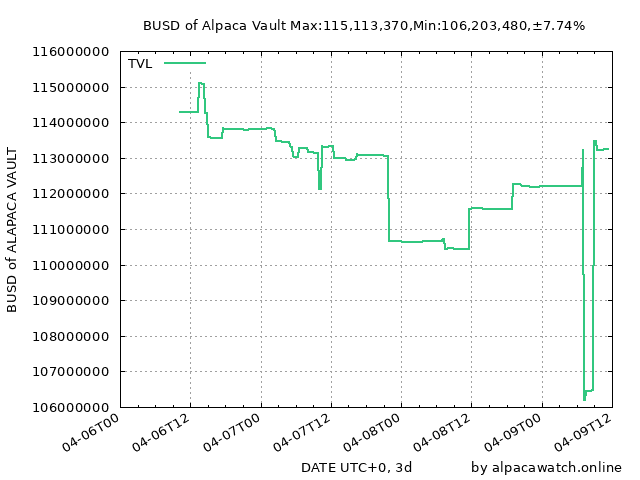 BUSD of Alpaca Vault Max:115,113,370,Min:106,203,480,±7.74%
TVL
116000000
115000000
114000000
113000000
112000000
111000000
110000000
109000000
108000000
107000000
106000000
BUSD of ALAPACA VAULT
04-06T00
04-06T12
04-07T00
04-07T12
04-08T00
04-08T12
04-09T00
04-09T12
DATE UTC+0, 3d
by alpacawatch.online